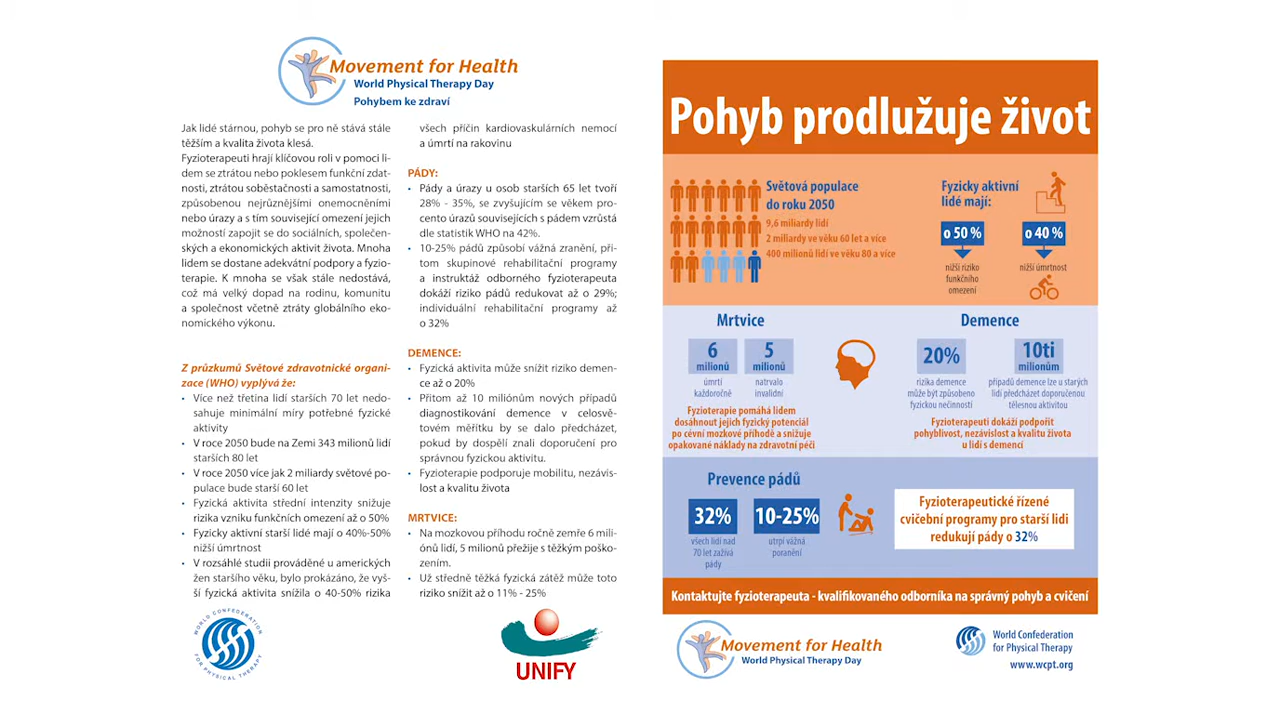 Movement for Health
World Physical Therapy Day
Pohybem ke zdraví
Jak lidé stárnou, pohyb se pro ně stává stále
těžším a kvalita života klesá.
Fyzioterapeuti hrají klíčovou roli v pomoci li-
dem se ztrátou nebo poklesem funkční zdat-
nosti, ztrátou soběstačnosti a samostatnosti,
způsobenou nejrůznějšími onemocněními
nebo úrazy a s tím související omezení jejich
možností zapojit se do sociálních, společen-
ských a ekonomických aktivit života. Mnoha
lidem se dostane adekvátní podpory a fyzio-
terapie. K mnoha se však stále nedostává,
což má velký dopad na rodinu, komunitu
a společnost včetně ztráty globálního eko-
nomického výkonu.
Z průzkumů Světové zdravotnické organi-
zace (WHO) vyplývá že:
• Více než třetina lidí starších 70 let nedo-
sahuje minimální míry potřebné fyzické
aktivity
• V roce 2050 bude na Zemi 343 milionů lidí
starších 80 let
• V roce 2050 více jak 2 miliardy světové po-
pulace bude starší 60 let
• Fyzická aktivita střední intenzity snižuje
rizika vzniku funkčních omezení až o 50%
• Fyzicky aktivní starší lidé mají o 40%-50%
nižší úmrtnost
• V rozsáhlé studii prováděné u amerických
žen staršího věku, bylo prokázáno, že vyš-
ší fyzická aktivita snížila o 40-50% rizika
všech příčin kardiovaskulárních nemocí
a úmrtí na rakovinu
PÁDY:
• Pády a úrazy u osob starších 65 let tvoří
28% - 35%, se zvyšujícím se věkem pro-
cento úrazů souvisejících s pádem vzrůstá
dle statistik WHO na 42%.
• 10-25% pádů způsobí vážná zranění, při-
tom skupinové rehabilitační programy
a instruktáž odborného fyzioterapeuta
dokáží riziko pádů redukovat až o 29%;
individuální rehabilitační programy až
o 32%
DEMENCE:
• Fyzická aktivita může snížit riziko demen-
ce až o 20%
• Přitom až 10 miliónům nových případů
diagnostikování demence v celosvě-
tovém měřítku by se dalo předcházet,
pokud by dospělí znali doporučení pro
správnou fyzickou aktivitu.
• Fyzioterapie podporuje mobilitu, nezávis-
lost a kvalitu života
MRTVICE:
• Na mozkovou příhodu ročně zemře 6 mili-
ónů lidí, 5 milionů přežije s těžkým poško-
zením.
• Už středně těžká fyzická zátěž může toto
riziko snížit až o 11% - 25%
WORLD CONFEDERATION
FOR PHYSICAL THERAPY
UNIFY
Pohyb prodlužuje život
Světová populace
do roku 2050
9,6 miliardy lidí
2 miliardy ve věku 60 let a více
400 milionů lidí ve věku 80 a více
Fyzicky aktivní
lidé mají:
o 50 %
nižší riziko
funkčního
omezení
o 40 %
nižší úmrtnost
Mrtvice
6
milionů
úmrtí
každoročně
5
milionů
natrvalo
invalidní
Fyzioterapie pomáhá lidem
dosáhnout jejich fyzický potenciál
po cévní mozkové příhodě a snižuje
opakované náklady na zdravotní péči
Demence
20%
rizika demence
může být způsobeno
fyzickou nečinností
10ti
milionům
případů demence lze u starých
lidí předcházet doporučenou
tělesnou aktivitou
Fyzioterapeuti dokáží podpořit
pohyblivost, nezávislost a kvalitu života
u lidí s demencí
Prevence pádů
32%
všech lidí nad
70 let zažívá
pády
10-25%
utrpí vážná
poranění
Fyzioterapeutické řízené
cvičební programy pro starší lidi
redukují pády o 32%
Kontaktujte fyzioterapeuta - kvalifikovaného odborníka na správný pohyb a cvičení
Movement for Health
World Physical Therapy Day
World Confederation
for Physical Therapy
www.wcpt.org